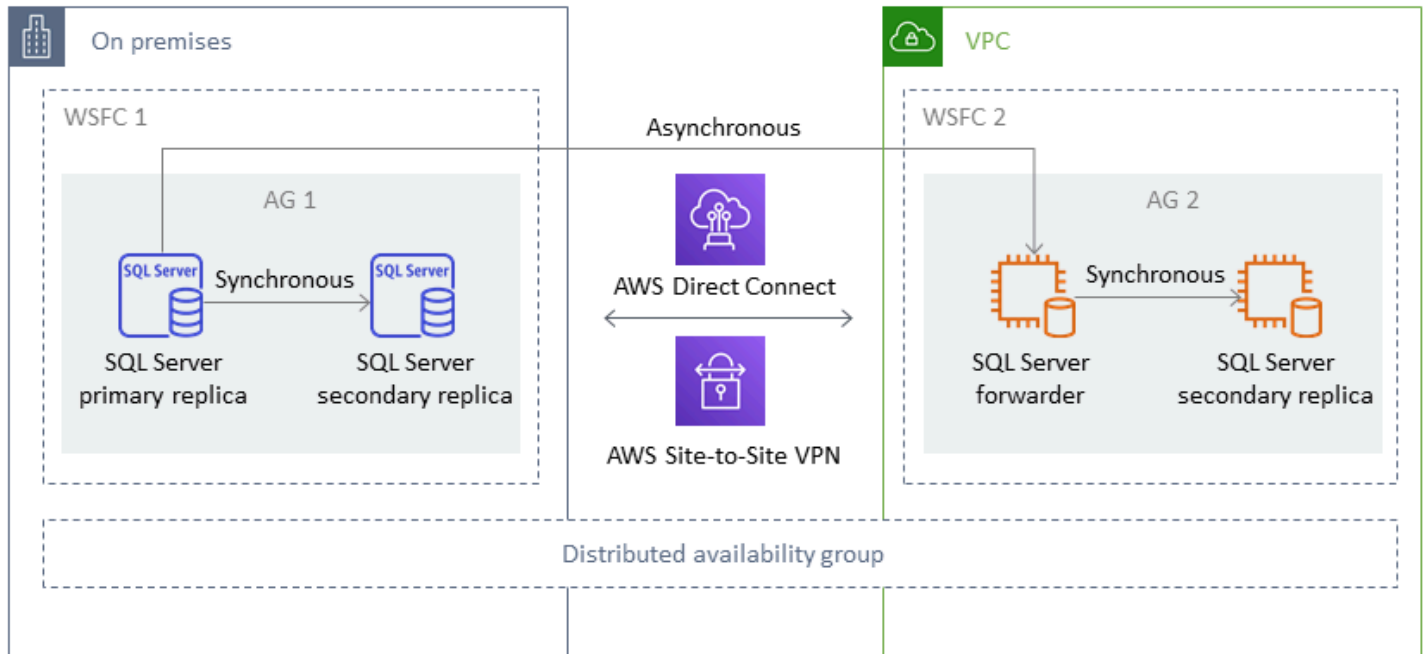 On premises
VPC
WSFC 1
Asynchronous
WSFC 2
AG 1
AG 2
SQL Server
Synchronous
SQL Server
Synchronous
AWS Direct Connect
SQL Server
primary replica
SQL Server
secondary replica
SQL Server
forwarder
SQL Server
secondary replica
AWS Site-to-Site VPN
Distributed availability group